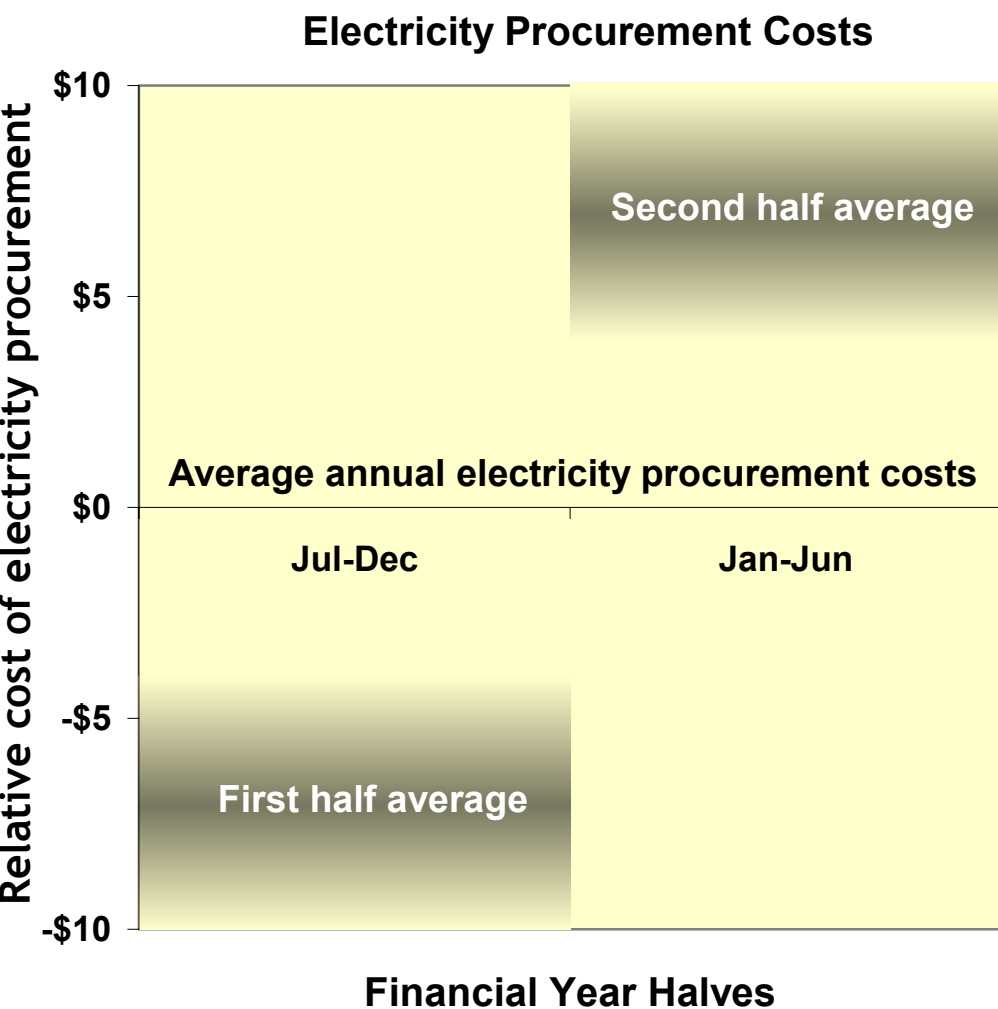 Electricity Procurement Costs
Relative cost of electricity procurement
$10
Second half average
$5
Average annual electricity procurement costs
$0
Jul-Dec
Jan-Jun
-$5
First half average
-$10
Financial Year Halves